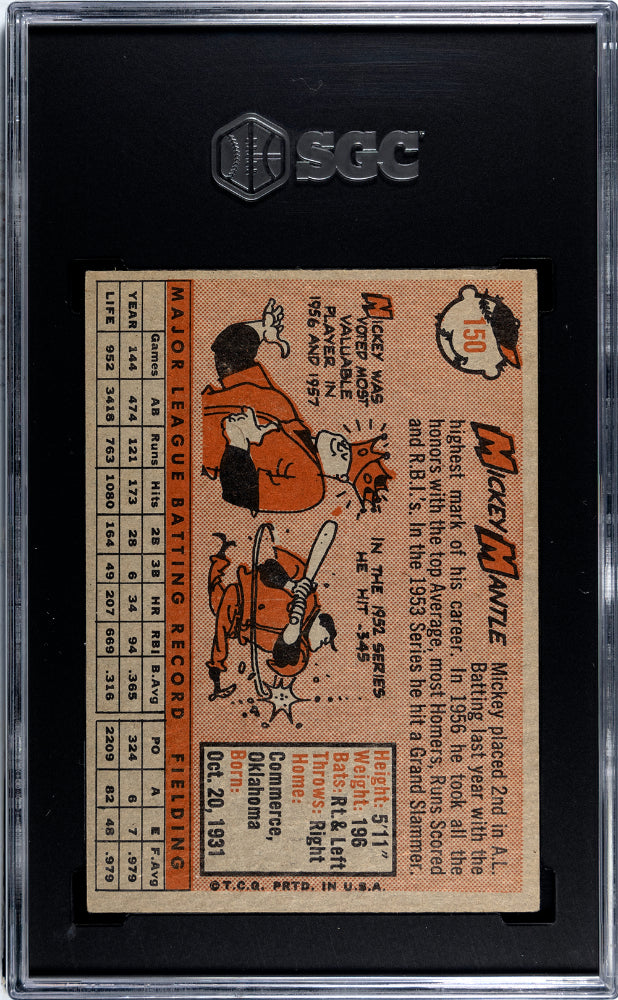 SGC
150
MICKEY MANTLE
Mickey placed 2nd in A.L.
Batting last year with the
highest mark of his career. In 1956 he took all the
honors with the top Average, most Homers, Runs Scored
and R.B.I.'s. In the 1953 Series he hit a Grand Slammer.
MICKEY WAS
VOTED MOST
VALUABLE
PLAYER IN
1956 AND 1957
IN THE 1952 SERIES
HE HIT .345
Height: 5'11"
Weight: 196
Bats: Rt. & Left
Throws: Right
Home:
Commerce,
Oklahoma
Born:
Oct. 20, 1931
©T.C.G. PRTD. IN U.S.A.
MAJOR LEAGUE BATTING RECORD FIELDING
Games AB Runs Hits 2B 3B HR RBI B.Avg PO A E F.Avg
YEAR 144 474 121 173 28 6 34 94 .365 324 6 7 .979
LIFE 952 3418 763 1080 164 49 207 669 .316 2209 82 48 .979